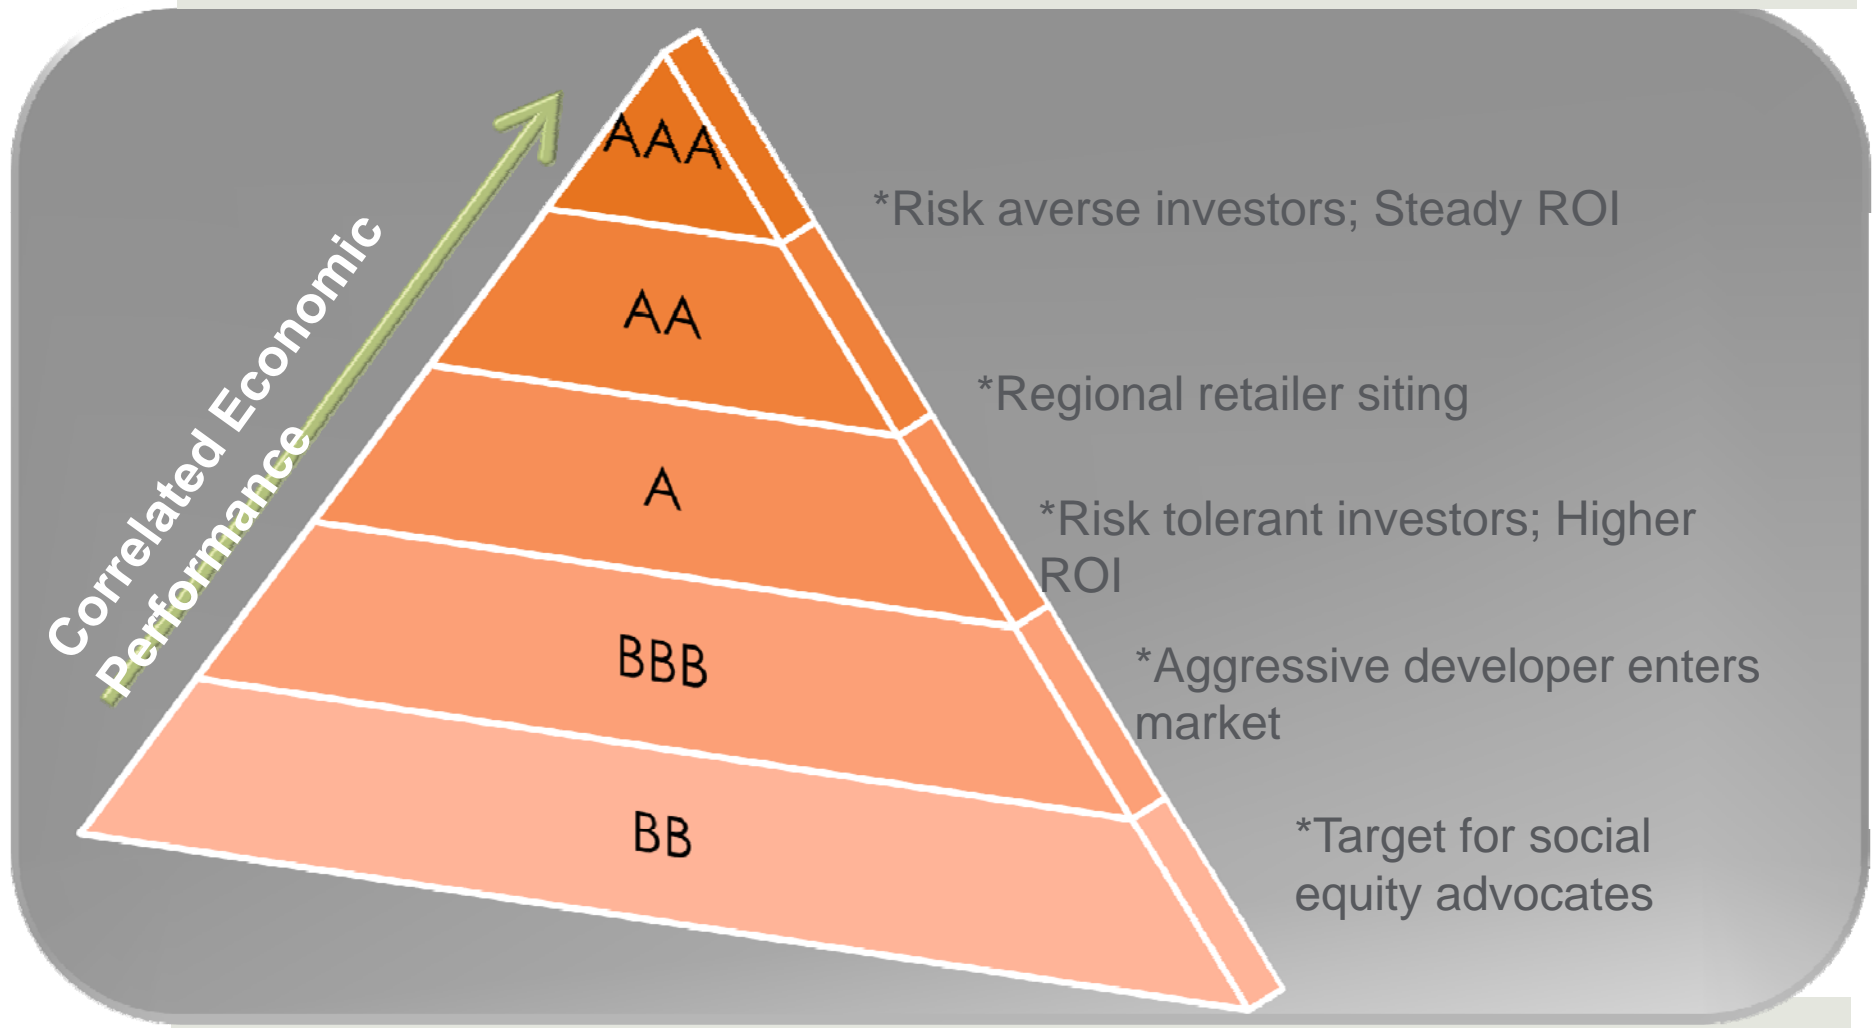 Correlated Economic
Performance
AAA
*Risk averse investors; Steady ROI
AA
*Regional retailer siting
A
*Risk tolerant investors; Higher
ROI
BBB
*Aggressive developer enters
market
BB
*Target for social
equity advocates